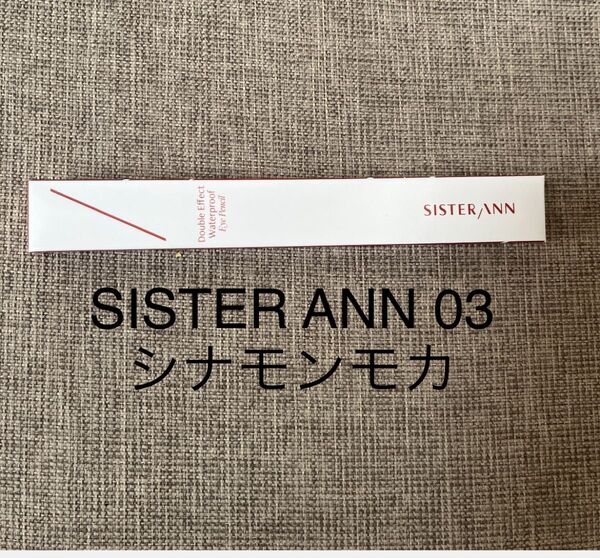 Double Effect
Waterproof
Eye Pencil
SISTER/ANN
SISTER ANN 03
シナモンモカ